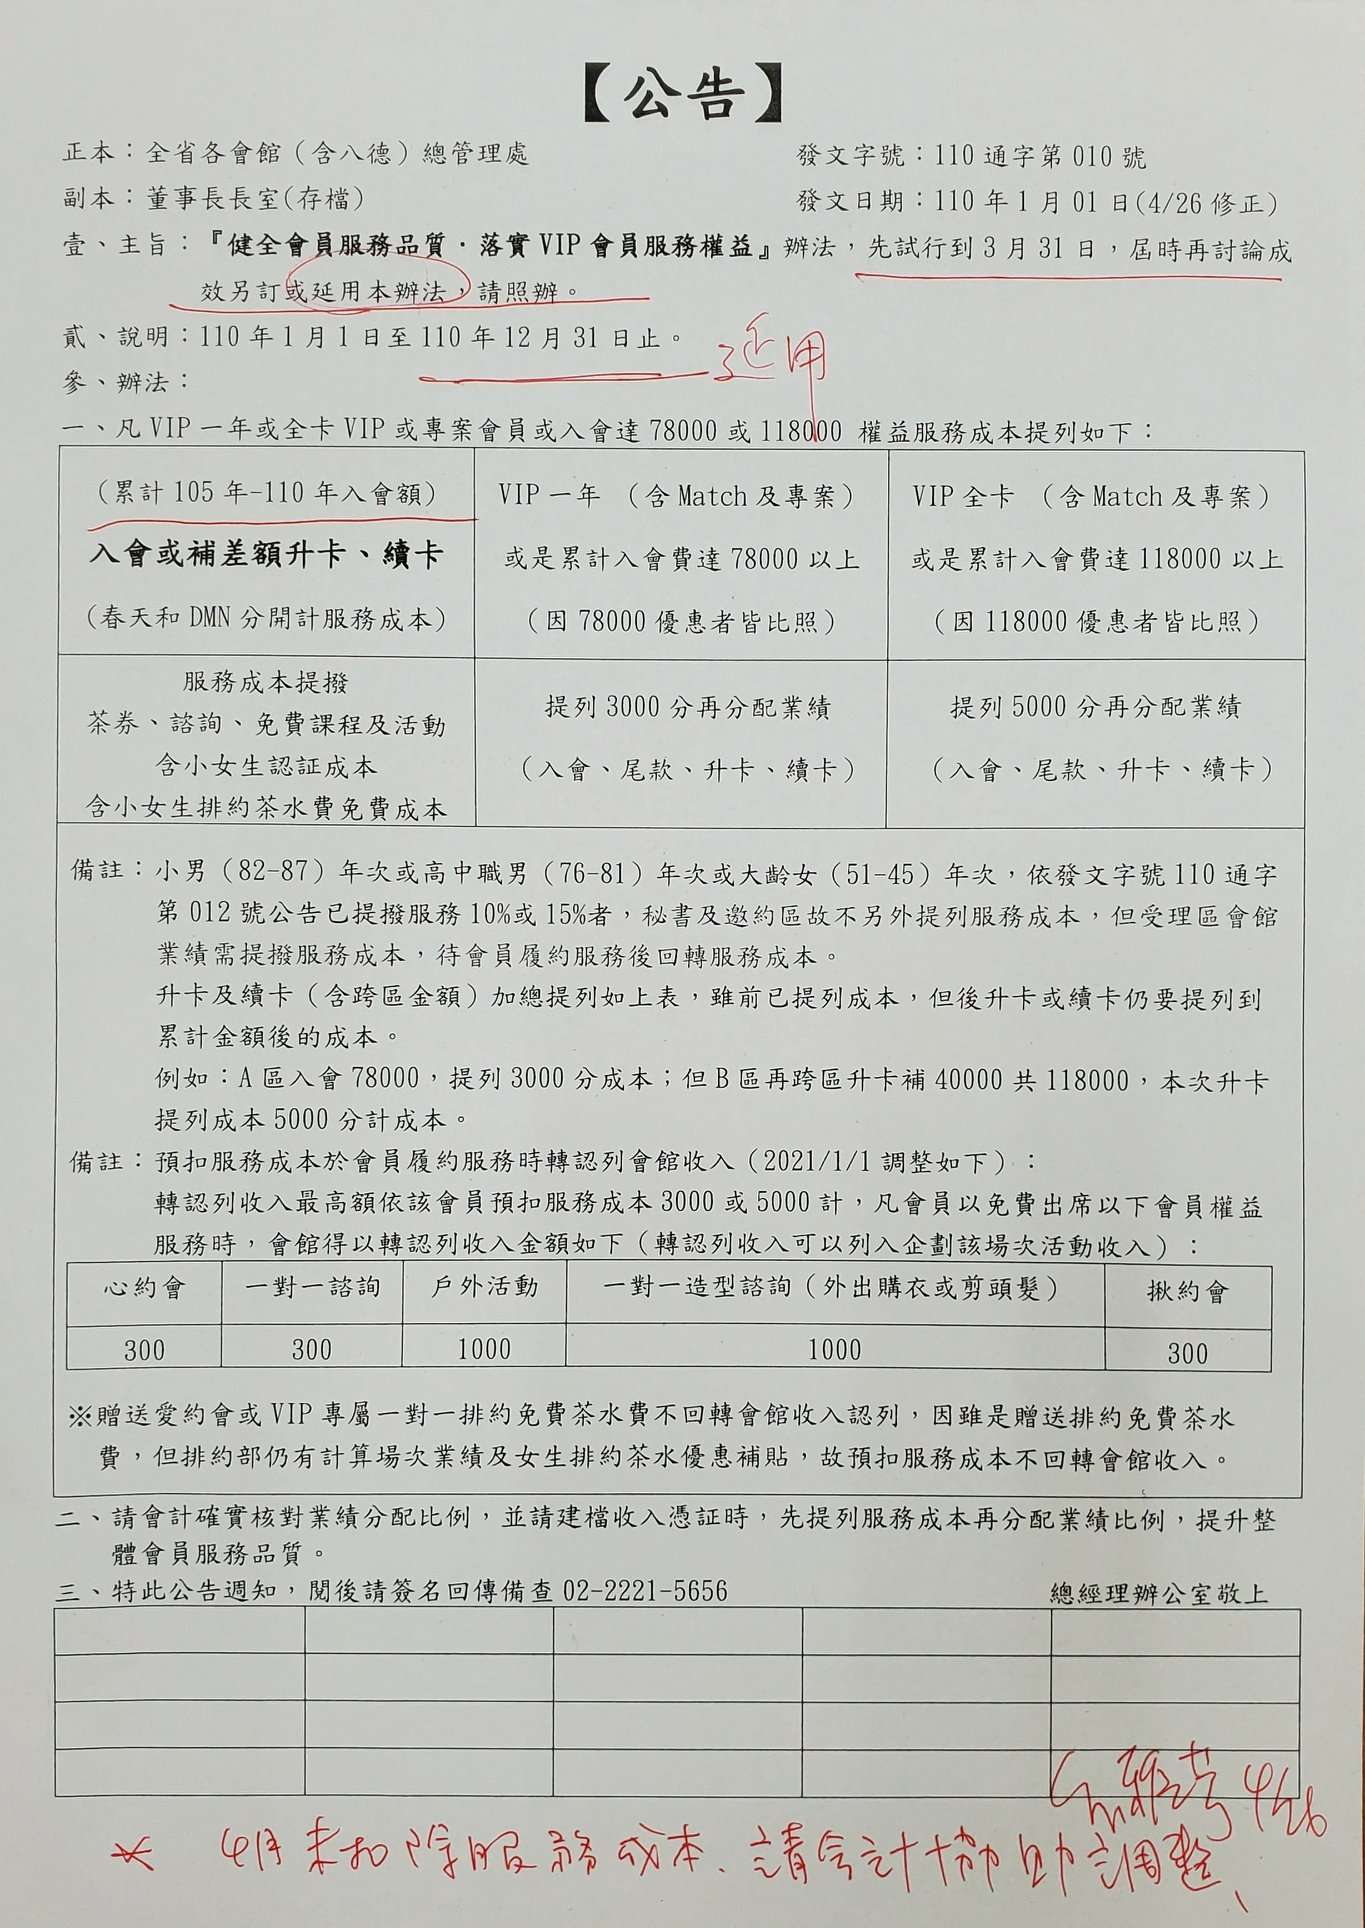 【公告】
正本：全省各會館（含八德）總管理處
發文字號：110 通字第 010 號
副本：董事長長室(存檔)
發文日期：110 年 1 月 01 日(4/26 修正)
壹、主旨：『健全會員服務品質．落實 VIP 會員服務權益』辦法，先試行到 3 月 31 日，屆時再討論成
效另訂或延用本辦法，請照辦。
貳、說明：110 年 1 月 1 日至 110 年 12 月 31 日止。
延用
參、辦法：
一、凡 VIP 一年或全卡 VIP 或專案會員或入會達 78000 或 118000 權益服務成本提列如下：
（累計 105 年-110 年入會額）
入會或補差額升卡、續卡
（春天和 DMN 分開計服務成本）
VIP 一年 （含 Match 及專案）
或是累計入會費達 78000 以上
（因 78000 優惠者皆比照）
VIP 全卡 （含 Match 及專案）
或是累計入會費達 118000 以上
（因 118000 優惠者皆比照）
服務成本提撥
茶券、諮詢、免費課程及活動
含小女生認証成本
含小女生排約茶水費免費成本
提列 3000 分再分配業績
（入會、尾款、升卡、續卡）
提列 5000 分再分配業績
（入會、尾款、升卡、續卡）
備註：小男（82-87）年次或高中職男（76-81）年次或大齡女（51-45）年次，依發文字號 110 通字
第 012 號公告已提撥服務 10%或 15%者，秘書及邀約區故不另外提列服務成本，但受理區會館
業績需提撥服務成本，待會員履約服務後回轉服務成本。
升卡及續卡（含跨區金額）加總提列如上表，雖前已提列成本，但後升卡或續卡仍要提列到
累計金額後的成本。
例如：A 區入會 78000，提列 3000 分成本；但 B 區再跨區升卡補 40000 共 118000，本次升卡
提列成本 5000 分計成本。
備註：預扣服務成本於會員履約服務時轉認列會館收入（2021/1/1 調整如下）：
轉認列收入最高額依該會員預扣服務成本 3000 或 5000 計，凡會員以免費出席以下會員權益
服務時，會館得以轉認列收入金額如下（轉認列收入可以列入企劃該場次活動收入）：
心約會 一對一諮詢 戶外活動 一對一造型諮詢（外出購衣或剪頭髮） 揪約會
300 300 1000 1000 300
※贈送愛約會或 VIP 專屬一對一排約免費茶水費不回轉會館收入認列，因雖是贈送排約免費茶水
費，但排約部仍有計算場次業績及女生排約茶水優惠補貼，故預扣服務成本不回轉會館收入。
二、請會計確實核對業績分配比例，並請建檔收入憑証時，先提列服務成本再分配業績比例，提升整
體會員服務品質。
三、特此公告週知，閱後請簽名回傳備查 02-2221-5656
總經理辦公室敬上
4/26
＊ 4月未扣除服務成本、請會計協助調整、